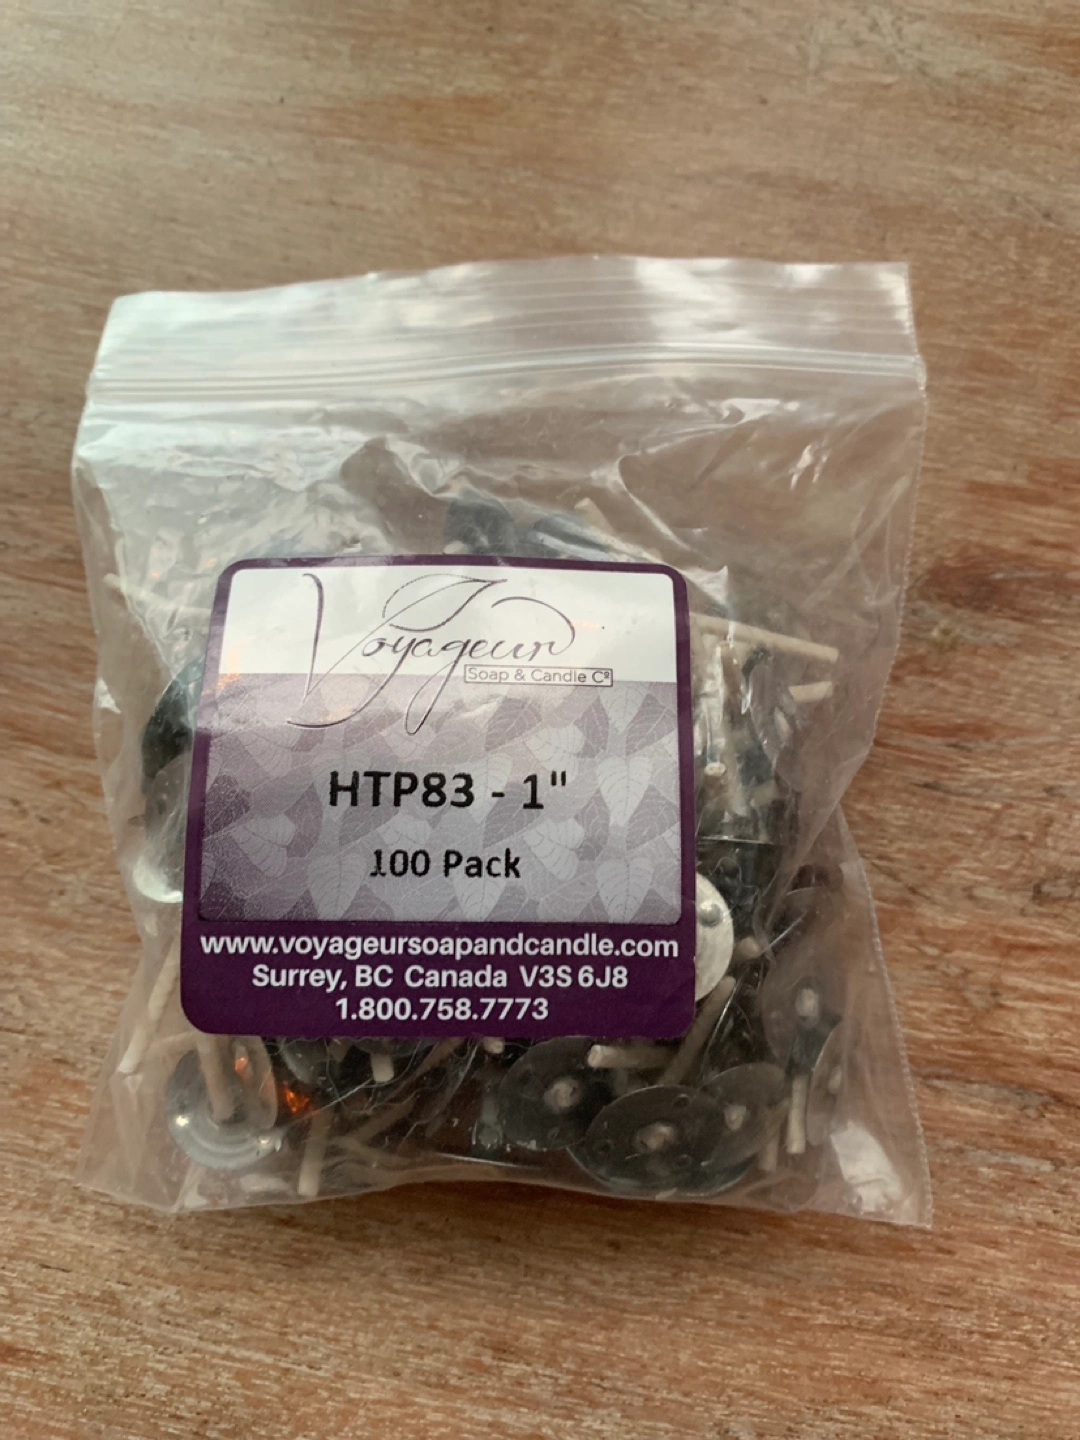 Voyageur
Soap & Candle Cº
HTP83 - 1"
100 Pack
www.voyageursoapandcandle.com
Surrey, BC Canada V3S 6J8
1.800.758.7773